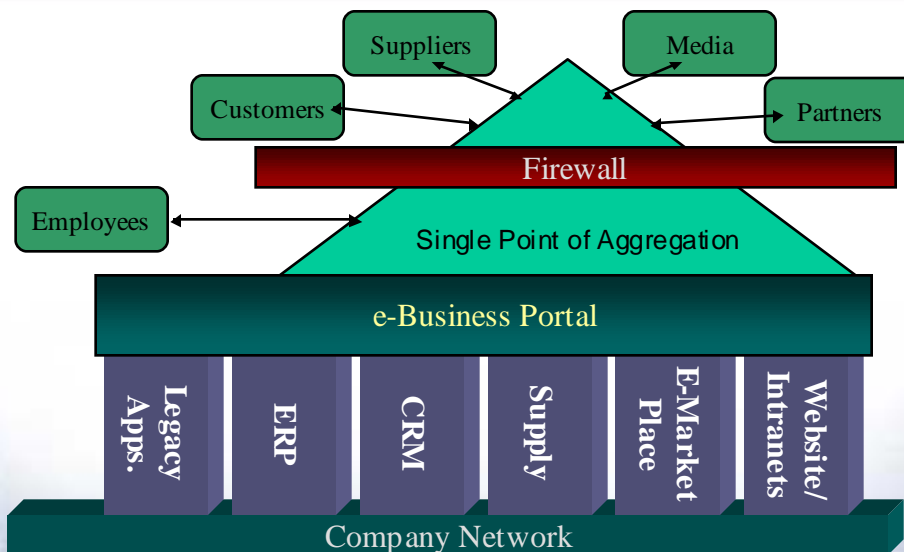 Suppliers
Media
Customers
Partners
Firewall
Employees
Single Point of Aggregation
e-Business Portal
Legacy
Apps.
ERP
CRM
Supply
E-Market
Place
Website/
Intranets
Company Network